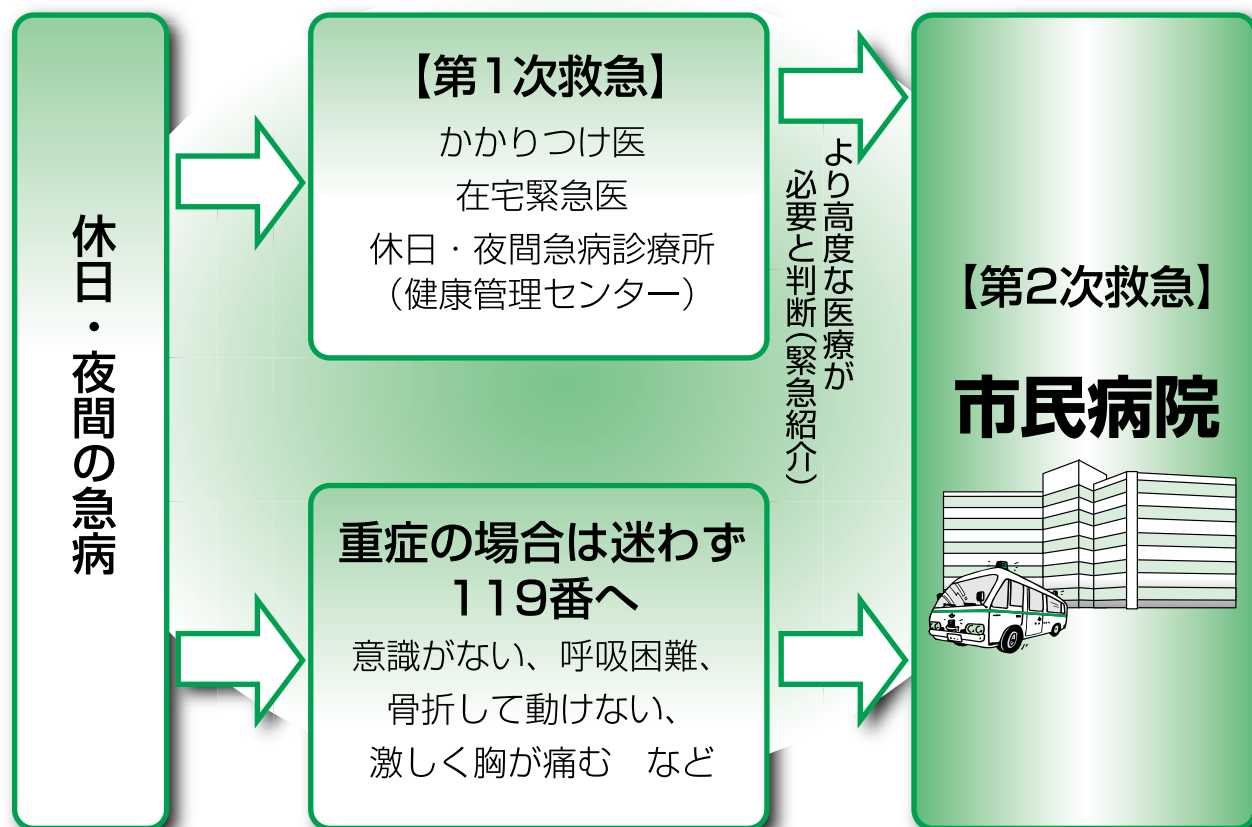 休日・夜間の急病
【第1次救急】
かかりつけ医
在宅緊急医
休日・夜間急病診療所
（健康管理センター）
より高度な医療が
必要と判断（緊急紹介）
重症の場合は迷わず
119番へ
意識がない、呼吸困難、
骨折して動けない、
激しく胸が痛む　など
【第2次救急】
市民病院